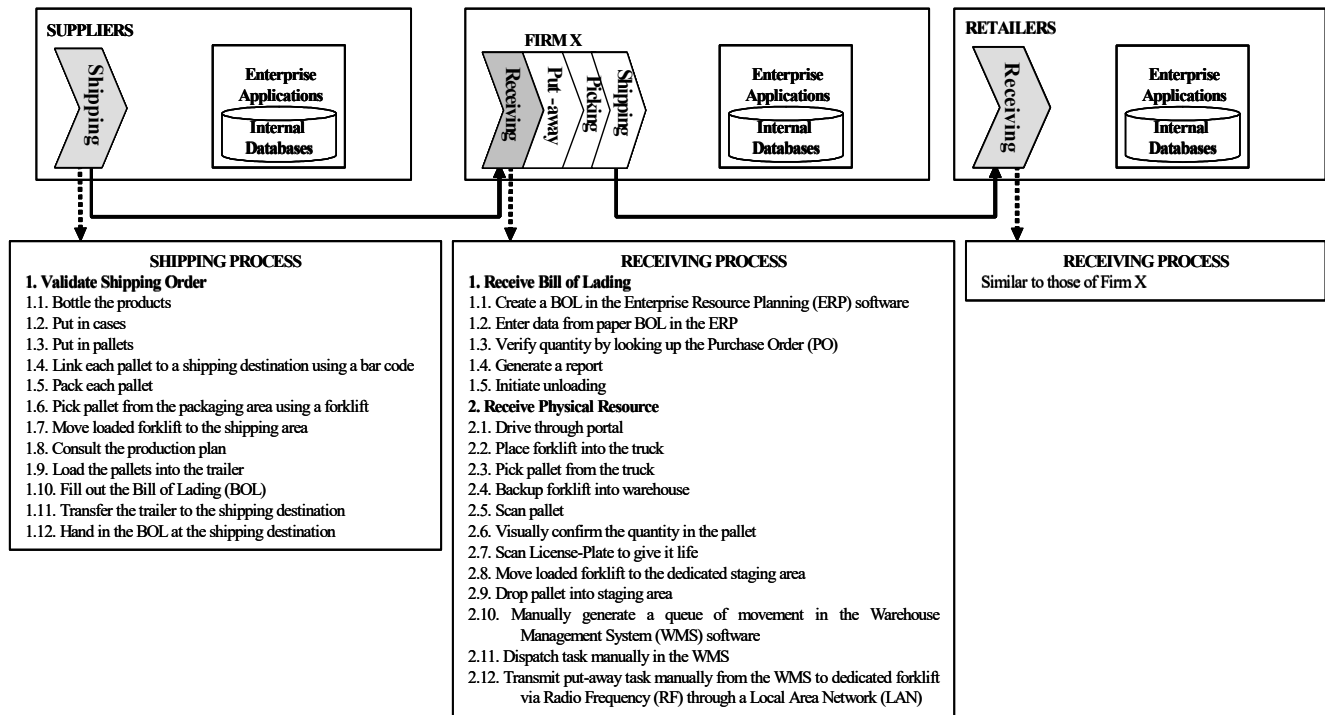 SUPPLIERS
Shipping
Enterprise
Applications
Internal
Databases
FIRM X
Receiving
Put -away
Picking
Shipping
Enterprise
Applications
Internal
Databases
RETAILERS
Receiving
Enterprise
Applications
Internal
Databases
SHIPPING PROCESS
1. Validate Shipping Order
1.1. Bottle the products
1.2. Put in cases
1.3. Put in pallets
1.4. Link each pallet to a shipping destination using a bar code
1.5. Pack each pallet
1.6. Pick pallet from the packaging area using a forklift
1.7. Move loaded forklift to the shipping area
1.8. Consult the production plan
1.9. Load the pallets into the trailer
1.10. Fill out the Bill of Lading (BOL)
1.11. Transfer the trailer to the shipping destination
1.12. Hand in the BOL at the shipping destination
RECEIVING PROCESS
1. Receive Bill of Lading
1.1. Create a BOL in the Enterprise Resource Planning (ERP) software
1.2. Enter data from paper BOL in the ERP
1.3. Verify quantity by looking up the Purchase Order (PO)
1.4. Generate a report
1.5. Initiate unloading
2. Receive Physical Resource
2.1. Drive through portal
2.2. Place forklift into the truck
2.3. Pick pallet from the truck
2.4. Backup forklift into warehouse
2.5. Scan pallet
2.6. Visually confirm the quantity in the pallet
2.7. Scan License-Plate to give it life
2.8. Move loaded forklift to the dedicated staging area
2.9. Drop pallet into staging area
2.10. Manually generate a queue of movement in the Warehouse
Management System (WMS) software
2.11. Dispatch task manually in the WMS
2.12. Transmit put-away task manually from the WMS to dedicated forklift
via Radio Frequency (RF) through a Local Area Network (LAN)
RECEIVING PROCESS
Similar to those of Firm X